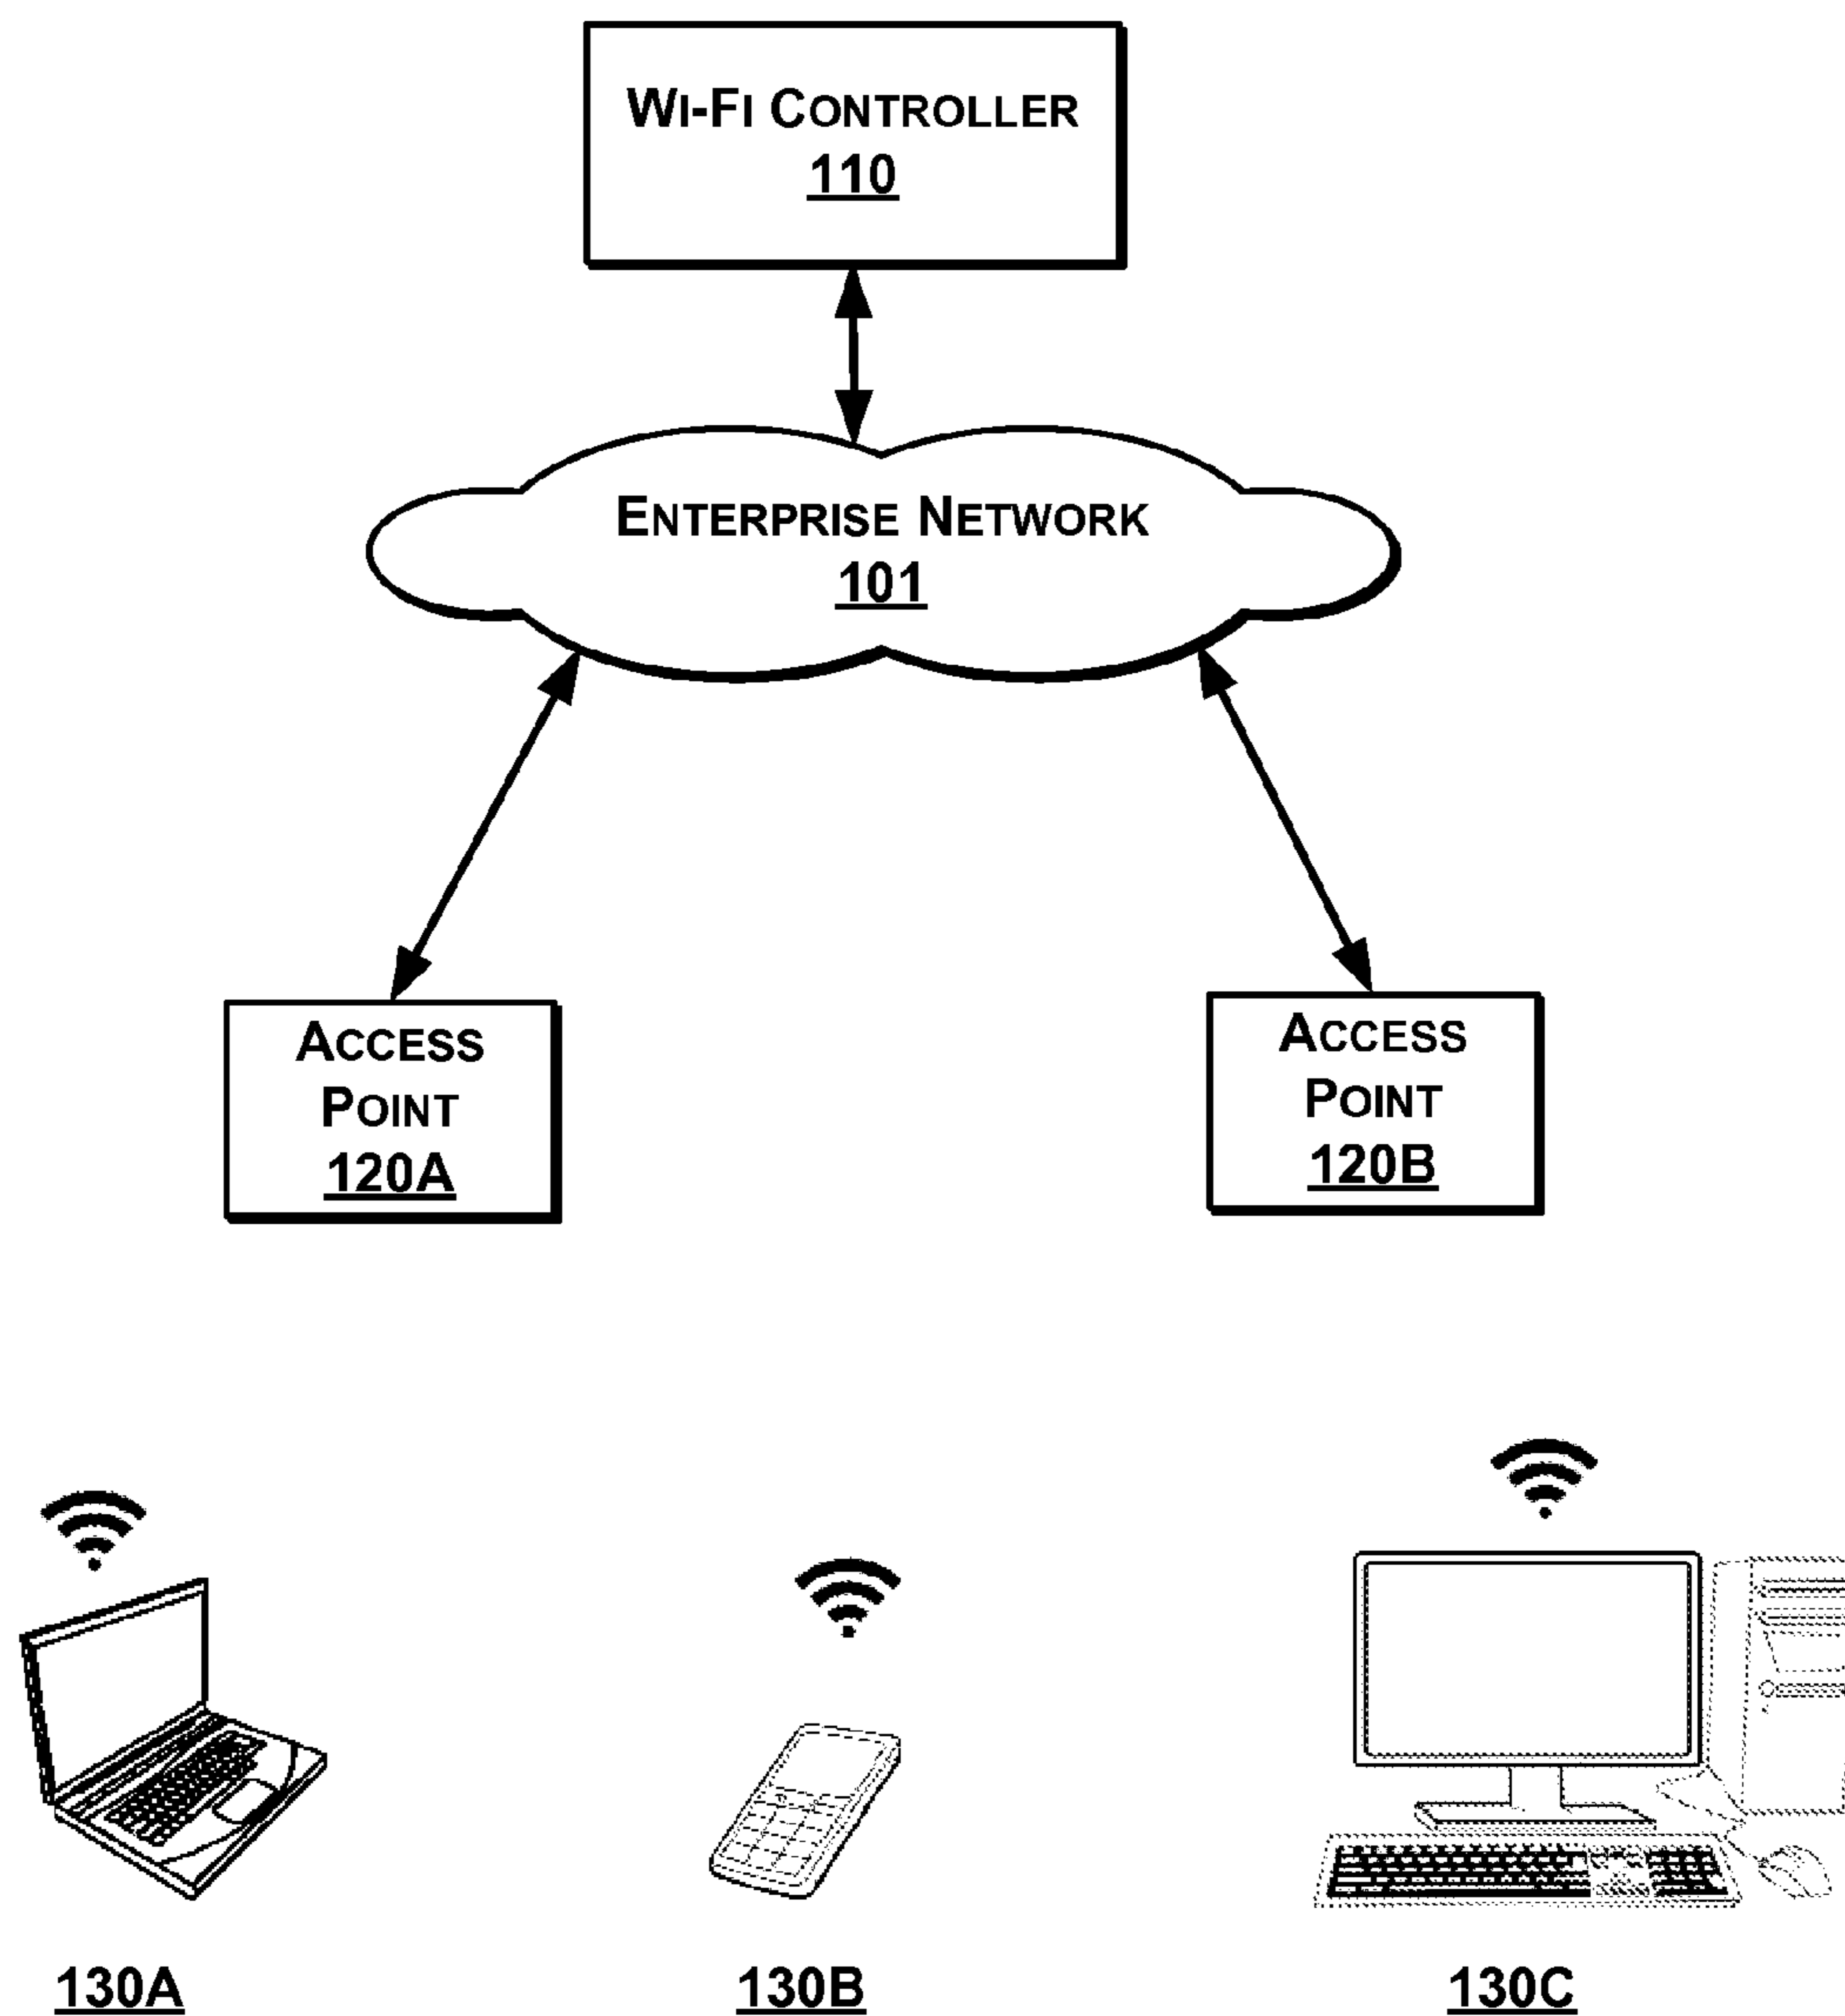 WI-FI CONTROLLER
110
ENTERPRISE NETWORK
101
ACCESS
POINT
120A
ACCESS
POINT
120B
130A
130B
130C